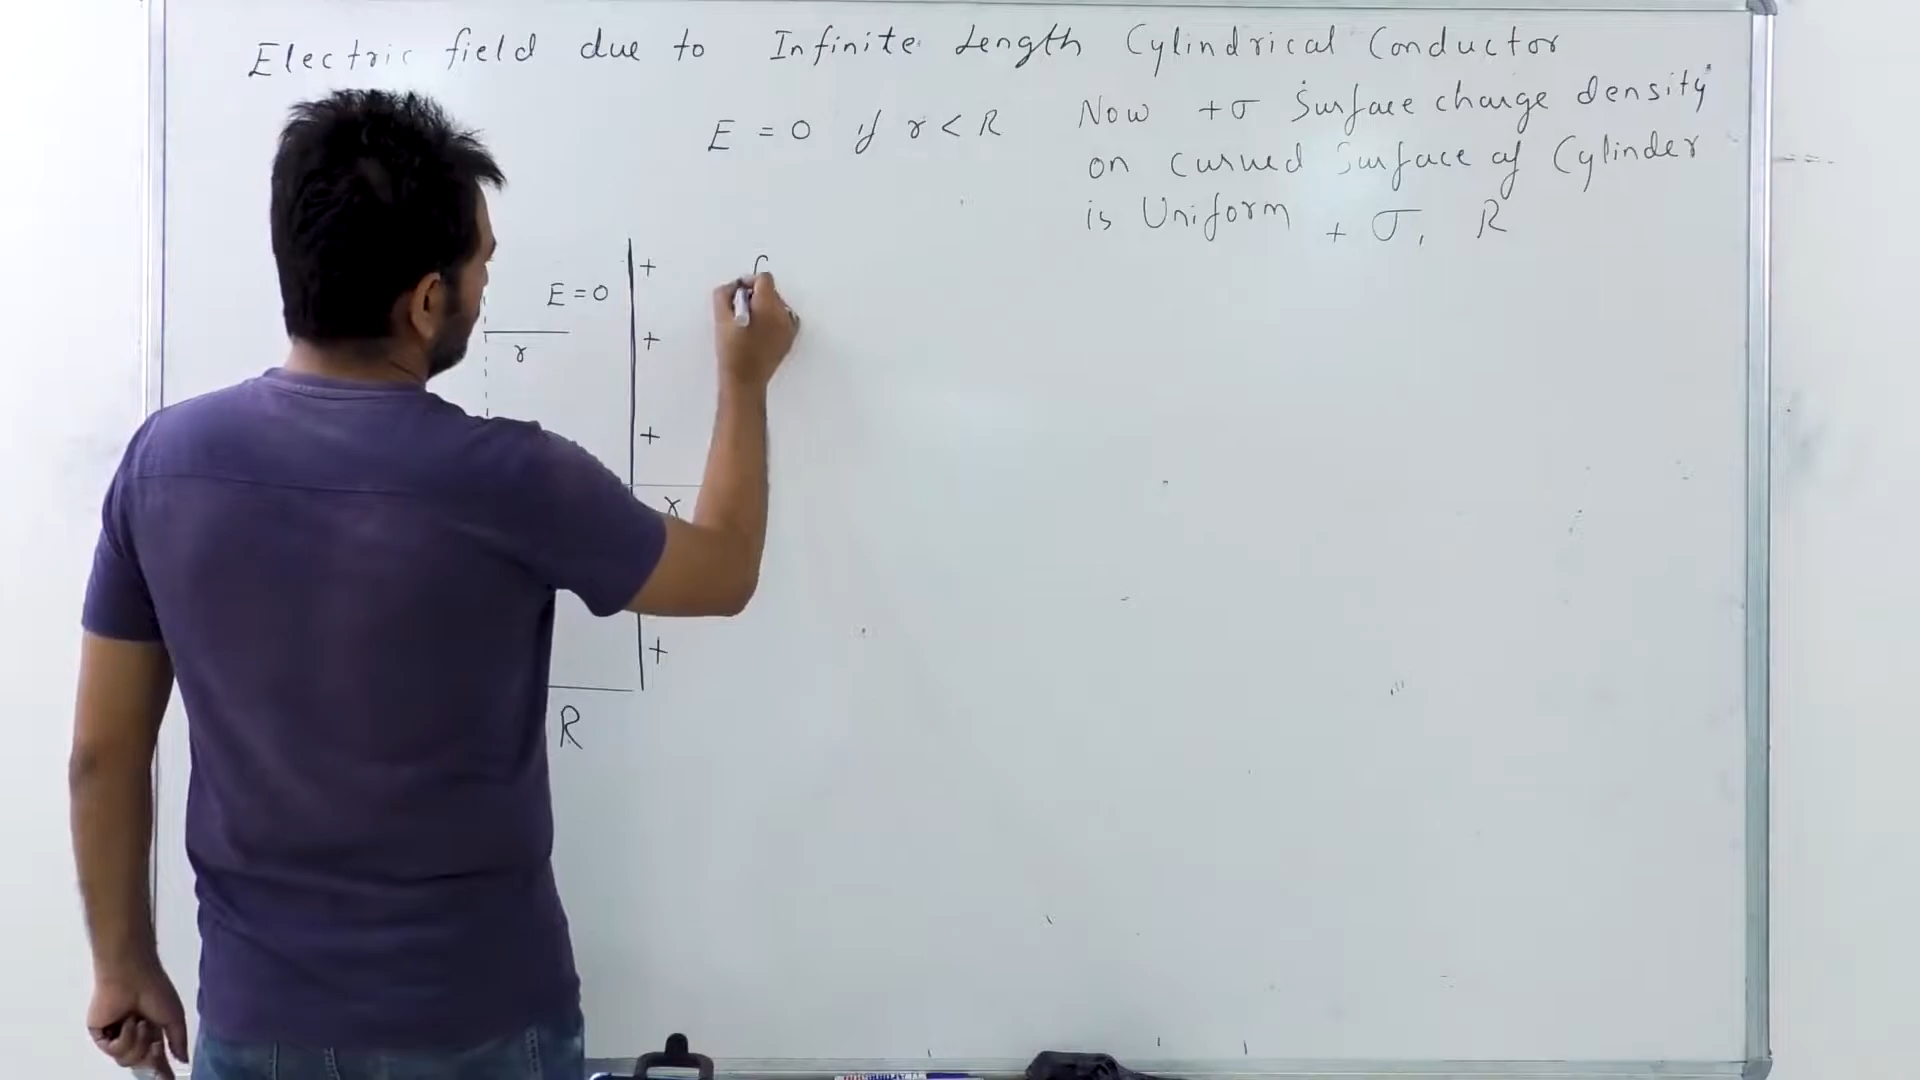 Electric field due to Infinite Length Cylindrical Conductor
E = 0 if r < R
Now +σ Surface charge density
on curved Surface of Cylinder
is Uniform + σ, R
+
E = 0
+
r
+
r
+
R